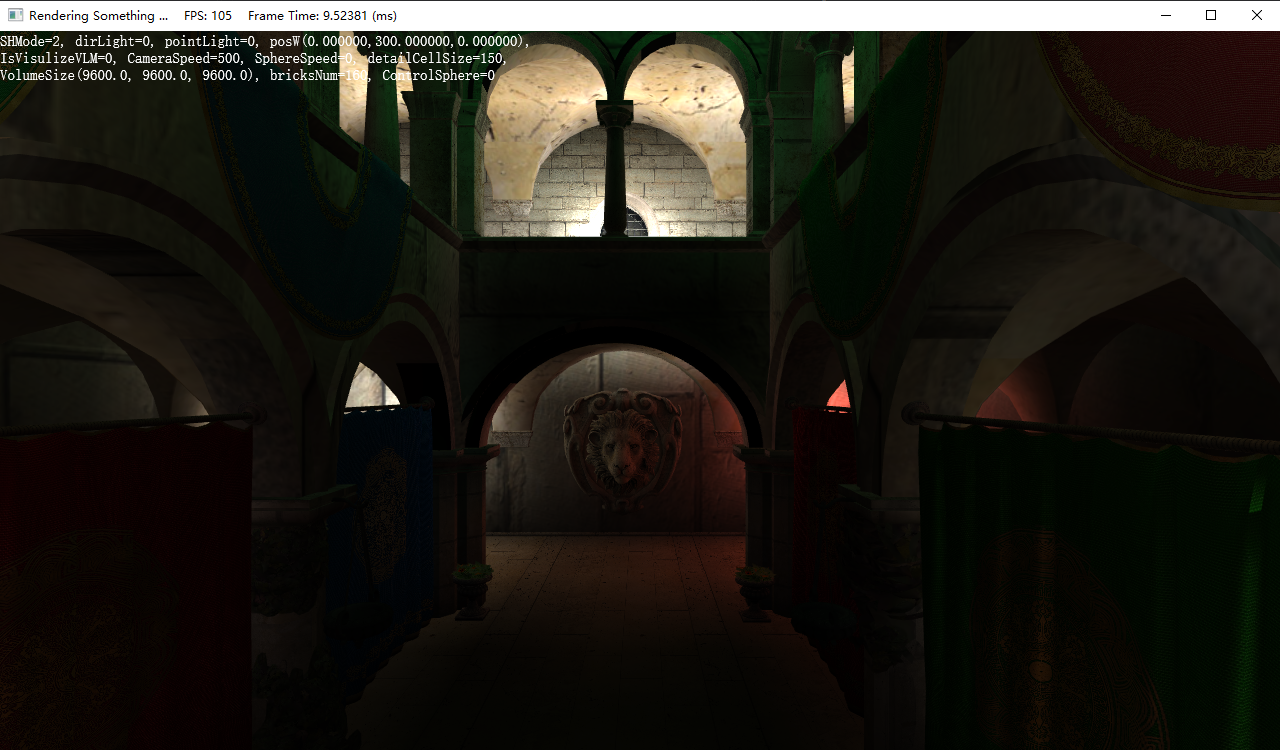 Rendering Something ... FPS: 105 Frame Time: 9.52381 (ms)
SHMode=2, dirLight=0, pointLight=0, posW(0.000000,300.000000,0.000000),
IsVisulizeVLM=0, CameraSpeed=500, SphereSpeed=0, detailCellSize=150,
VolumeSize(9600.0, 9600.0, 9600.0), bricksNum=160, ControlSphere=0